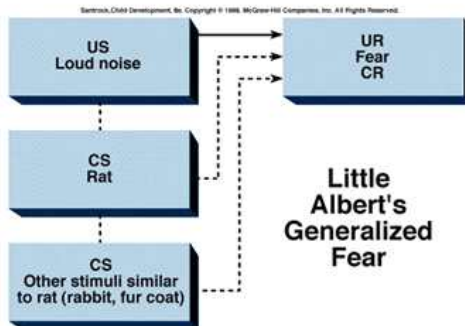 Santrock, Child Development, 8e. Copyright © 1998. McGraw-Hill Companies, Inc. All Rights Reserved.
US
Loud noise
UR
Fear
CR
CS
Rat
CS
Other stimuli similar
to rat (rabbit, fur coat)
Little
Albert's
Generalized
Fear